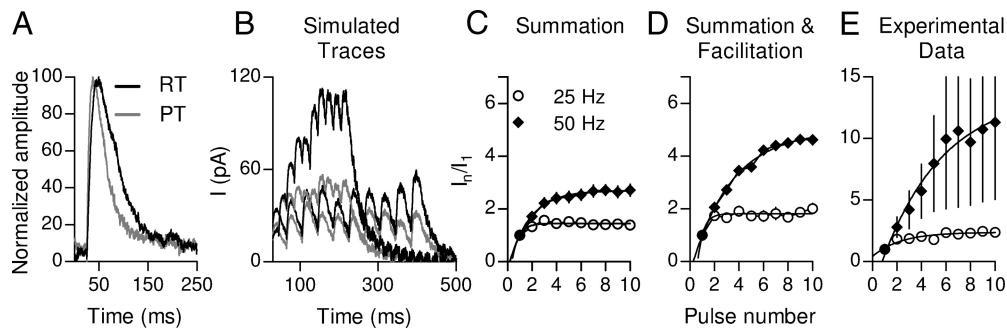 A
B
Simulated
Traces
C
Summation
D
Summation &
Facilitation
E
Experimental
Data
Normalized amplitude
100
80
60
40
20
0
RT
PT
50
150
250
Time (ms)
I (pA)
120
60
0
100
300
500
Time (ms)
In/I1
6
4
2
0
25 Hz
50 Hz
0 2 4 6 8 10
6
4
2
0
0 2 4 6 8 10
Pulse number
15
10
5
0
0 2 4 6 8 10